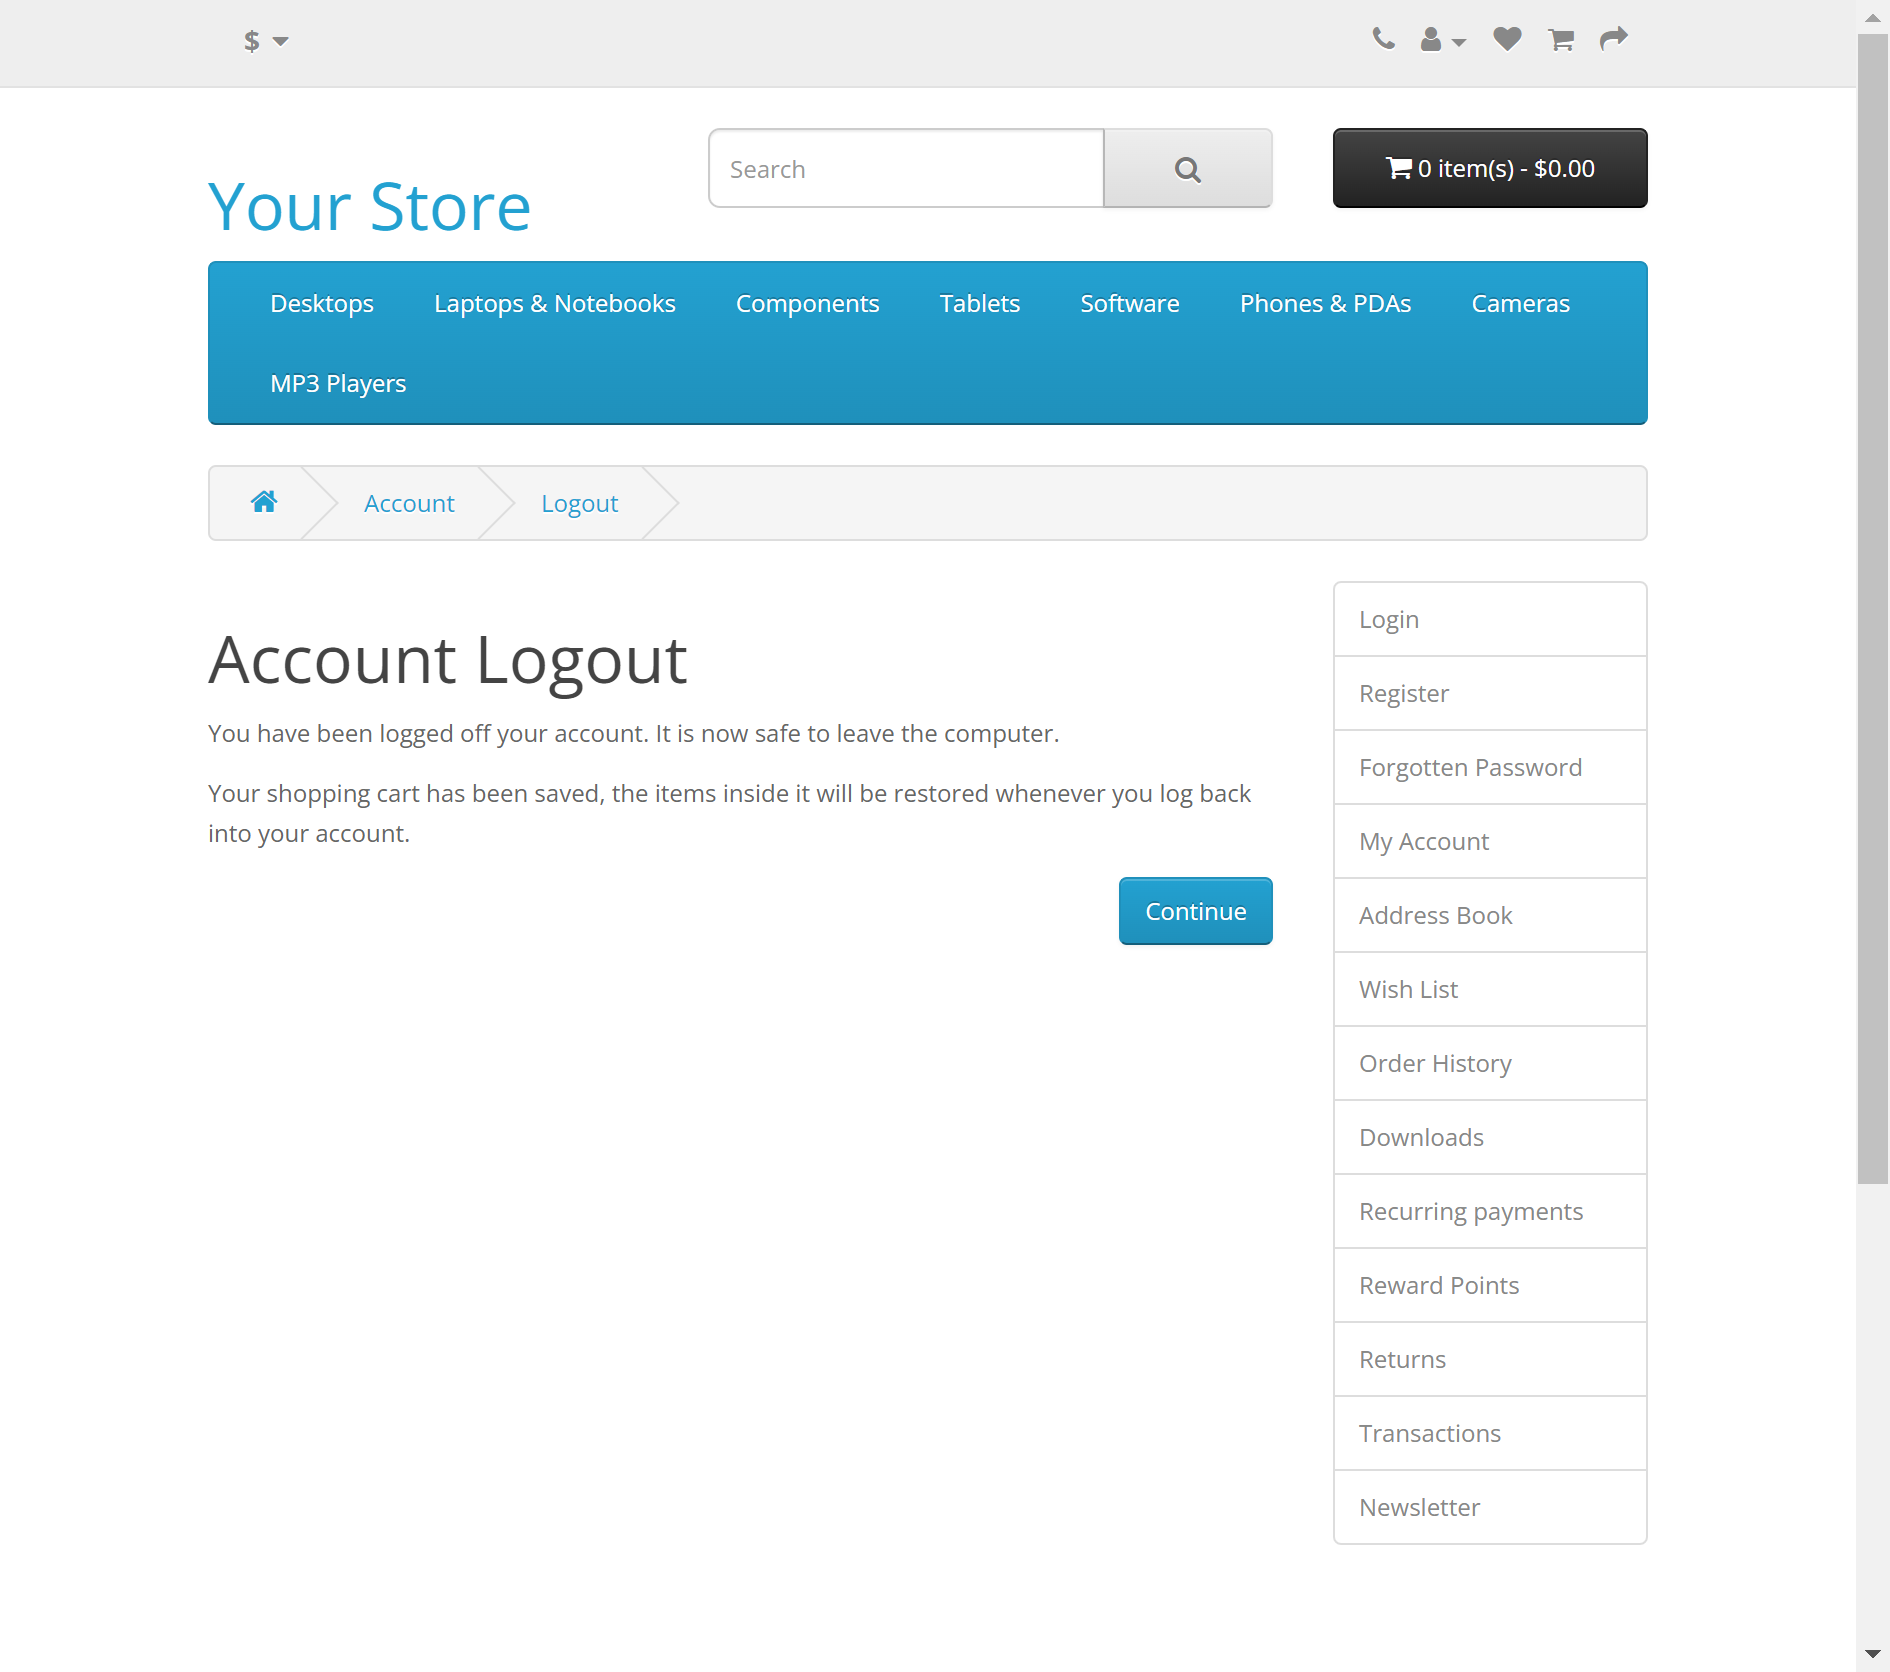 $
Search
0 item(s) - $0.00
Your Store
Desktops Laptops & Notebooks Components Tablets Software Phones & PDAs Cameras
MP3 Players
Account Logout
Account Logout
You have been logged off your account. It is now safe to leave the computer.
Your shopping cart has been saved, the items inside it will be restored whenever you log back
into your account.
Continue
Login
Register
Forgotten Password
My Account
Address Book
Wish List
Order History
Downloads
Recurring payments
Reward Points
Returns
Transactions
Newsletter